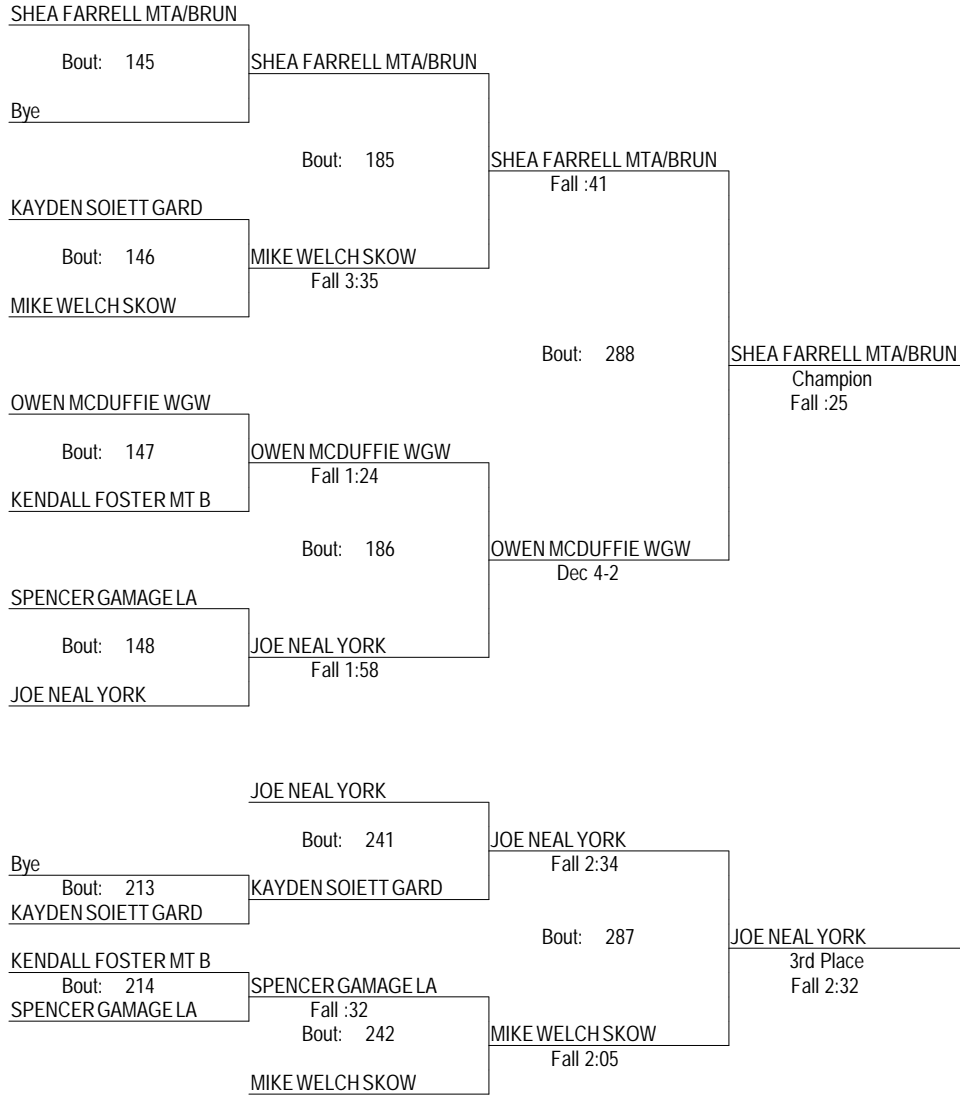 SHEA FARRELL MTA/BRUN
Bout: 145
SHEA FARRELL MTA/BRUN
Bye
Bout: 185
SHEA FARRELL MTA/BRUN
Fall :41
KAYDEN SOIETT GARD
Bout: 146
MIKE WELCH SKOW
Fall 3:35
MIKE WELCH SKOW
Bout: 288
SHEA FARRELL MTA/BRUN
Champion
Fall :25
OWEN MCDUFFIE WGW
Bout: 147
OWEN MCDUFFIE WGW
Fall 1:24
KENDALL FOSTER MT B
Bout: 186
OWEN MCDUFFIE WGW
Dec 4-2
SPENCER GAMAGE LA
Bout: 148
JOE NEAL YORK
Fall 1:58
JOE NEAL YORK
JOE NEAL YORK
Bout: 241
JOE NEAL YORK
Fall 2:34
Bye
Bout: 213
KAYDEN SOIETT GARD
KAYDEN SOIETT GARD
Bout: 287
JOE NEAL YORK
3rd Place
Fall 2:32
KENDALL FOSTER MT B
Bout: 214
SPENCER GAMAGE LA
SPENCER GAMAGE LA
Fall :32
Bout: 242
MIKE WELCH SKOW
Fall 2:05
MIKE WELCH SKOW